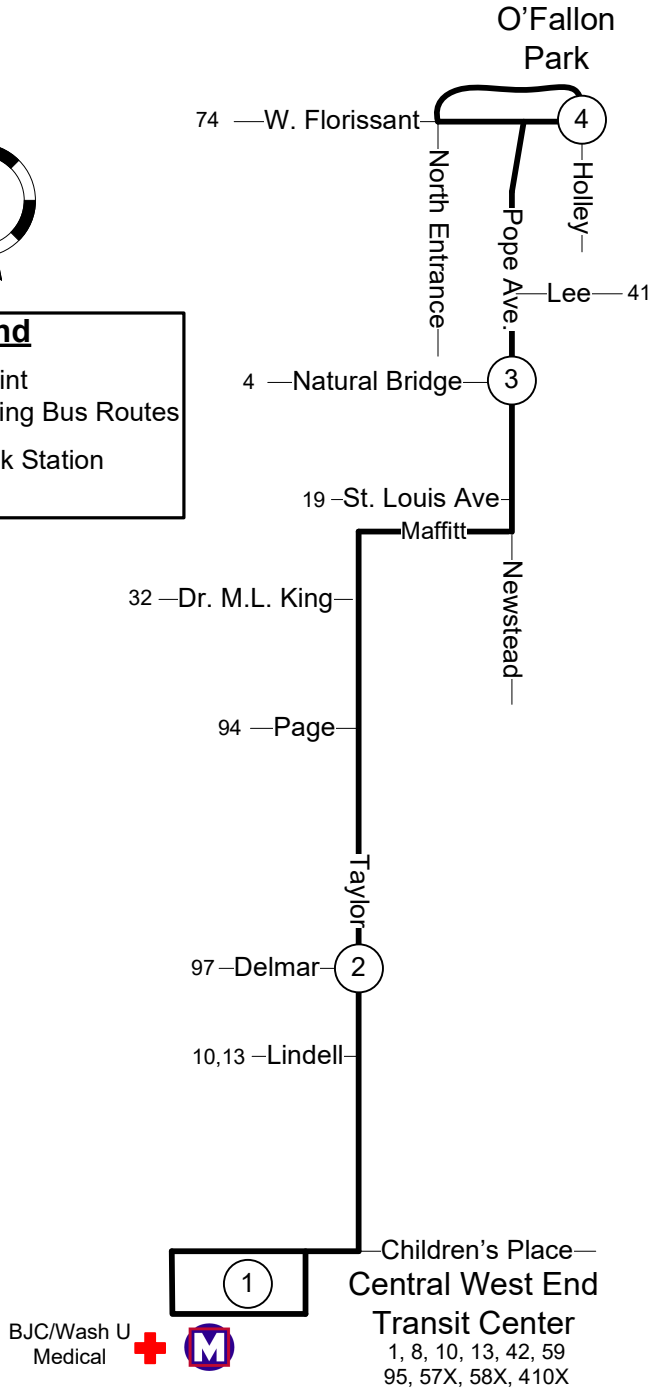 O'Fallon
Park
74
W. Florissant
4
North Entrance
Pope Ave.
Holley
Lee
41
nd
int
ing Bus Routes
k Station
4
Natural Bridge
3
19
St. Louis Ave
Maffitt
Newstead
32
Dr. M.L. King
94
Page
Taylor
97
Delmar
2
10,13
Lindell
Children's Place
1
Central West End
Transit Center
1, 8, 10, 13, 42, 59
95, 57X, 58X, 410X
BJC/Wash U
Medical
M